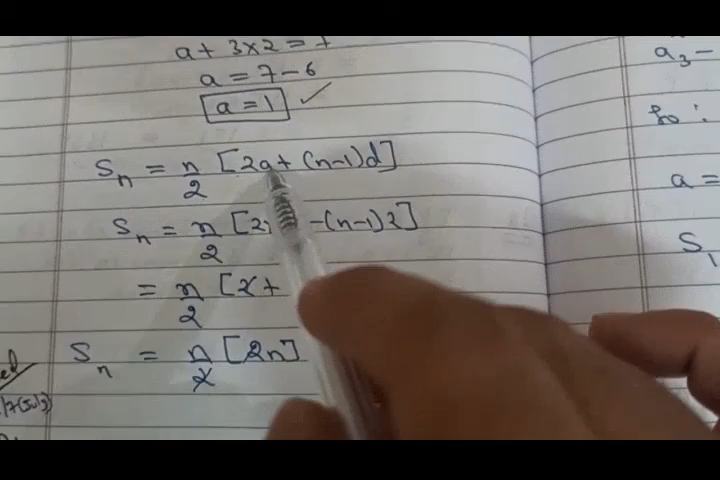 a + 3×2 = 7
a = 7 - 6
a = 1 ✓
Sn = n/2 [2a + (n-1)d]
Sn = n/2 [2 -(n-1)2]
= n/2 [2 +
Sn = n/2 [2n]
a3 -
a =
S1